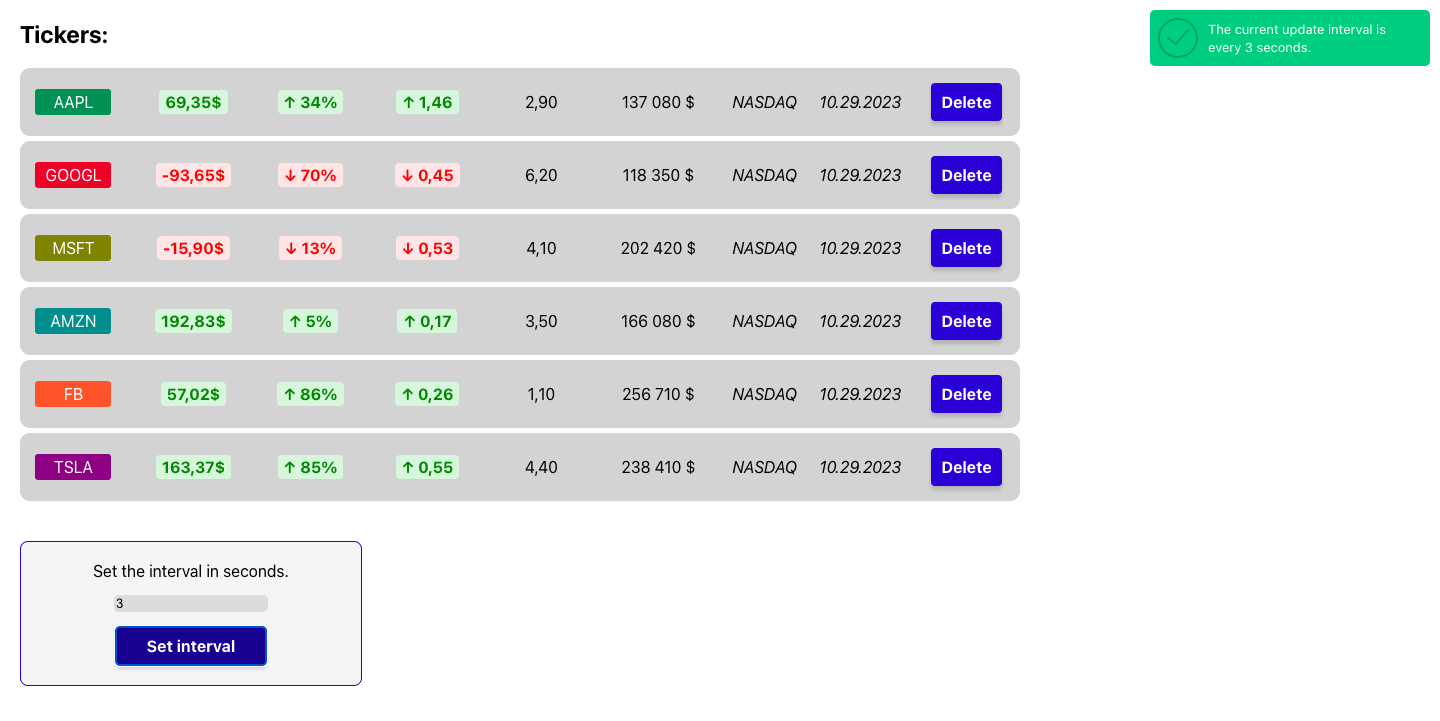 Tickers:
The current update interval is
every 3 seconds.
AAPL 69,35$ ↑ 34% ↑ 1,46 2,90 137 080 $ NASDAQ 10.29.2023 Delete
GOOGL -93,65$ ↓ 70% ↓ 0,45 6,20 118 350 $ NASDAQ 10.29.2023 Delete
MSFT -15,90$ ↓ 13% ↓ 0,53 4,10 202 420 $ NASDAQ 10.29.2023 Delete
AMZN 192,83$ ↑ 5% ↑ 0,17 3,50 166 080 $ NASDAQ 10.29.2023 Delete
FB 57,02$ ↑ 86% ↑ 0,26 1,10 256 710 $ NASDAQ 10.29.2023 Delete
TSLA 163,37$ ↑ 85% ↑ 0,55 4,40 238 410 $ NASDAQ 10.29.2023 Delete
Set the interval in seconds.
3
Set interval